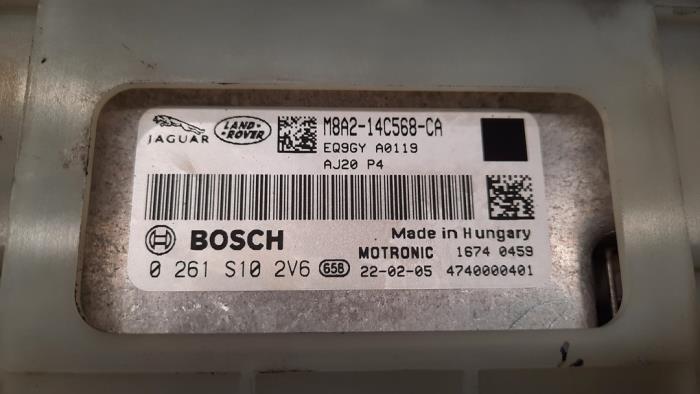 JAGUAR
LAND-
ROVER
M8A2-14C568-CA
EQ9GY A0119
AJ20 P4
BOSCH
Made in Hungary
MOTRONIC 1674 0459
0 261 S10 2V6 658 22-02-05 4740000401